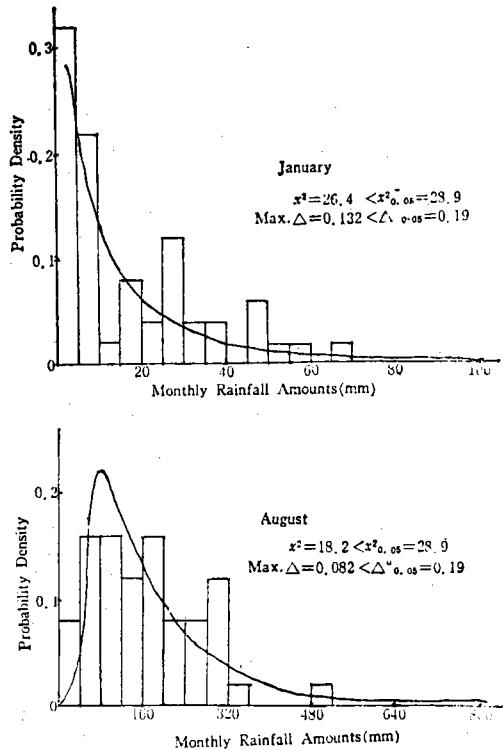 0.3
0.2
0.1
0
Probability Density
January
x²=26.4 <x²0.05=28.9
Max.△=0.132<△0.05=0.19
20 40 60 80 100
Monthly Rainfall Amounts(mm)
0.2
0.1
0
Probability Density
August
x²=18.2<x²0.05=28.9
Max.△=0.082<△0.05=0.19
160 320 480 640
Monthly Rainfall Amounts(mm)